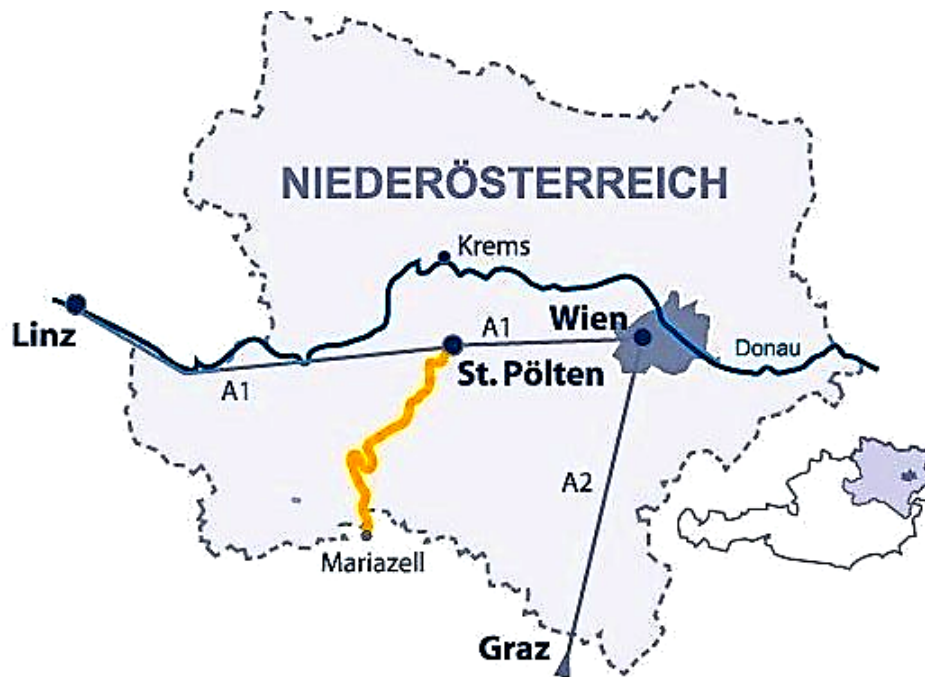 NIEDERÖSTERREICH
Krems
Linz
A1
Wien
Donau
St. Pölten
A1
A2
Mariazell
Graz